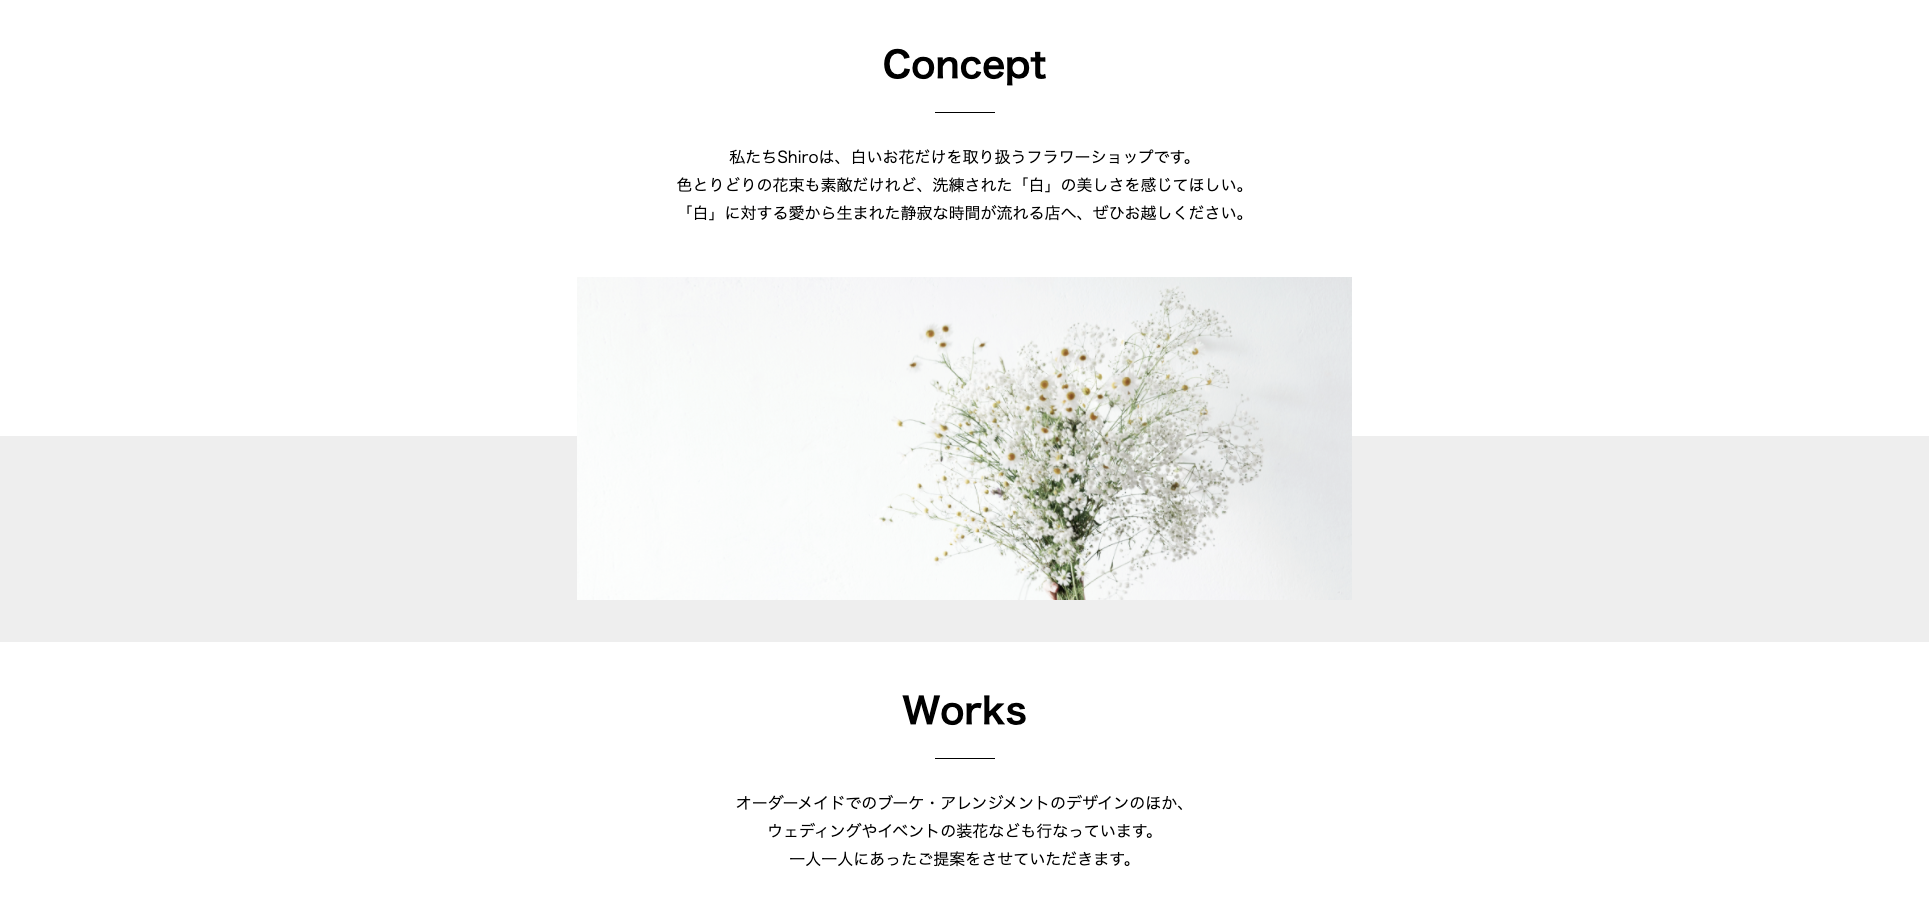 Concept
私たちShiroは、白いお花だけを取り扱うフラワーショップです。
色とりどりの花束も素敵だけれど、洗練された「白」の美しさを感じてほしい。
「白」に対する愛から生まれた静寂な時間が流れる店へ、ぜひお越しください。
Works
オーダーメイドでのブーケ・アレンジメントのデザインのほか、
ウェディングやイベントの装花なども行なっています。
一人一人にあったご提案をさせていただきます。